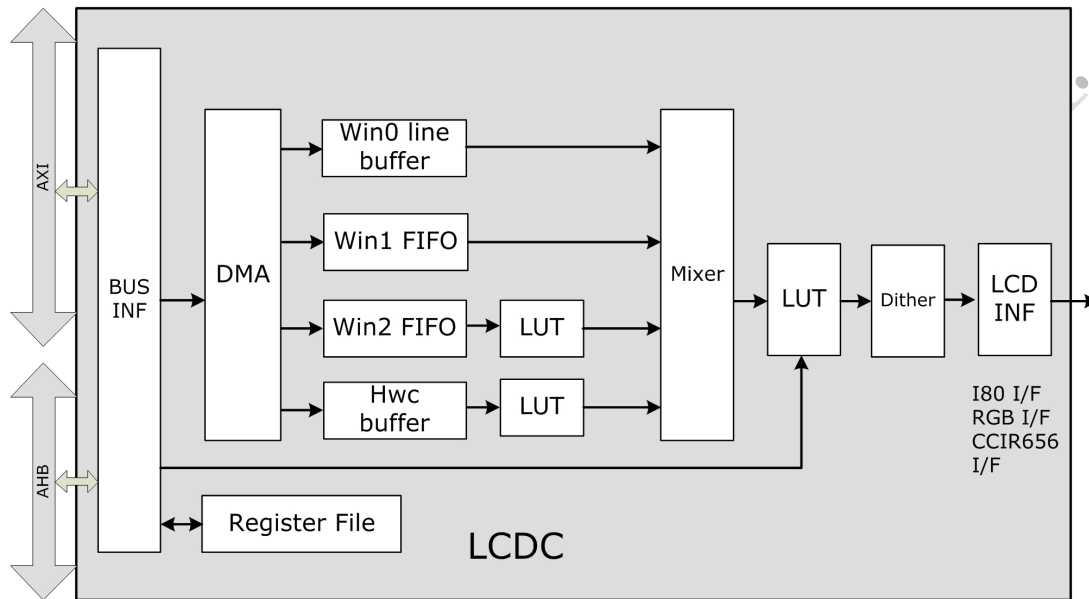 AXI
AHB
BUS
INF
DMA
Win0 line
buffer
Win1 FIFO
Win2 FIFO
LUT
Hwc
buffer
LUT
Mixer
LUT
Dither
LCD
INF
I80 I/F
RGB I/F
CCIR656
I/F
Register File
LCDC